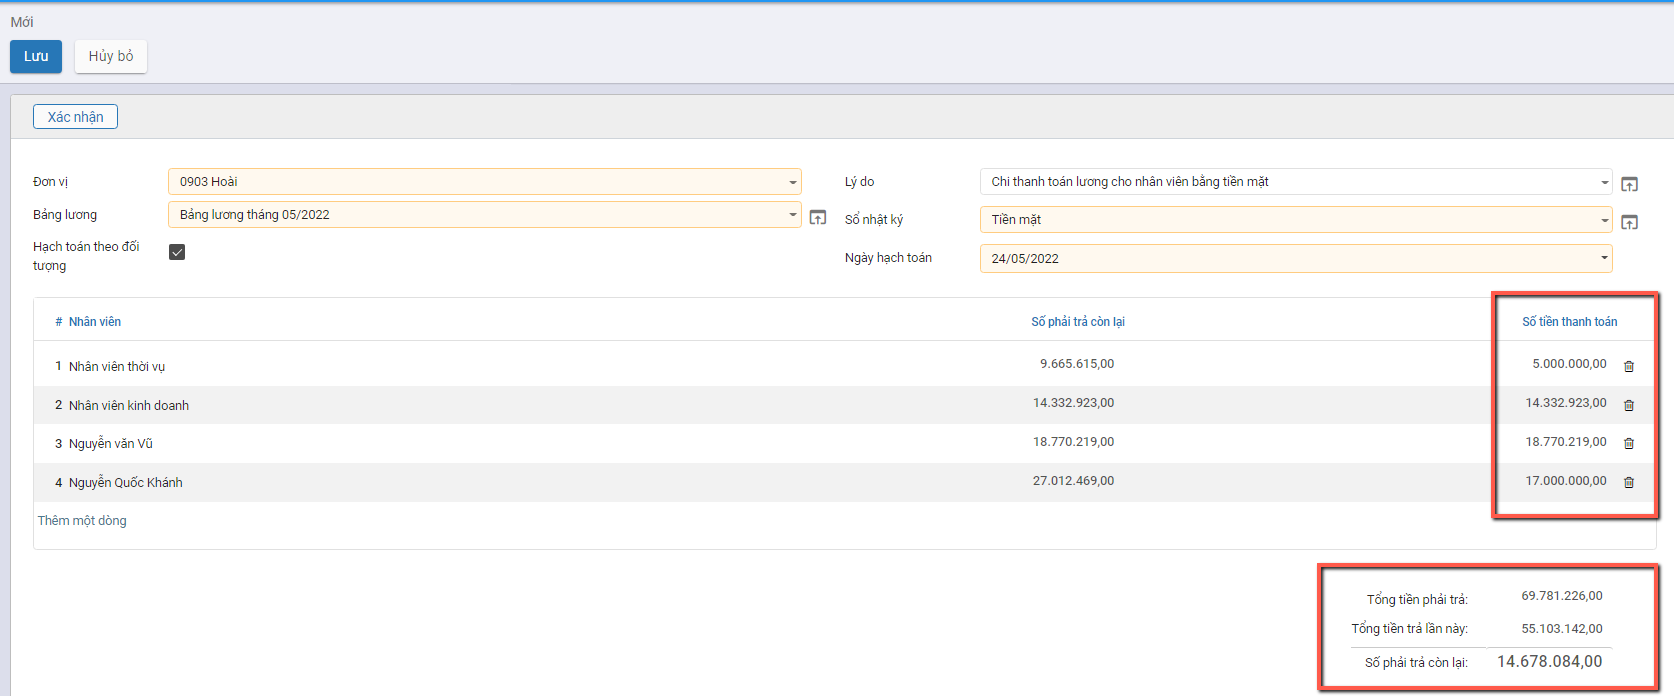 Mới
Lưu Hủy bỏ
Xác nhận
Đơn vị 0903 Hoài Lý do Chi thanh toán lương cho nhân viên bằng tiền mặt
Bảng lương Bảng lương tháng 05/2022 Sổ nhật ký Tiền mặt
Hạch toán theo đối tượng Ngày hạch toán 24/05/2022
# Nhân viên Số phải trả còn lại Số tiền thanh toán
1 Nhân viên thời vụ 9.665.615,00 5.000.000,00
2 Nhân viên kinh doanh 14.332.923,00 14.332.923,00
3 Nguyễn văn Vũ 18.770.219,00 18.770.219,00
4 Nguyễn Quốc Khánh 27.012.469,00 17.000.000,00
Thêm một dòng
Tổng tiền phải trả: 69.781.226,00
Tổng tiền trả lần này: 55.103.142,00
Số phải trả còn lại: 14.678.084,00